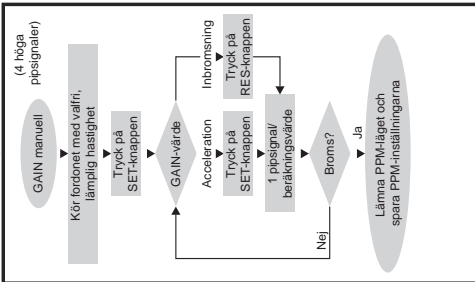 GAIN manuell
(4 höga
pipsignaler)
Kör fordonet med valfri,
lämplig hastighet
Tryck på
SET-knappen
GAIN-värde
Acceleration
Inbromsning
Tryck på
SET-knappen
Tryck på
RES-knappen
1 pipsignal/
beräkningsvärde
Broms?
Nej
Ja
Lämna PPM-läget och
spara PPM-inställningarna